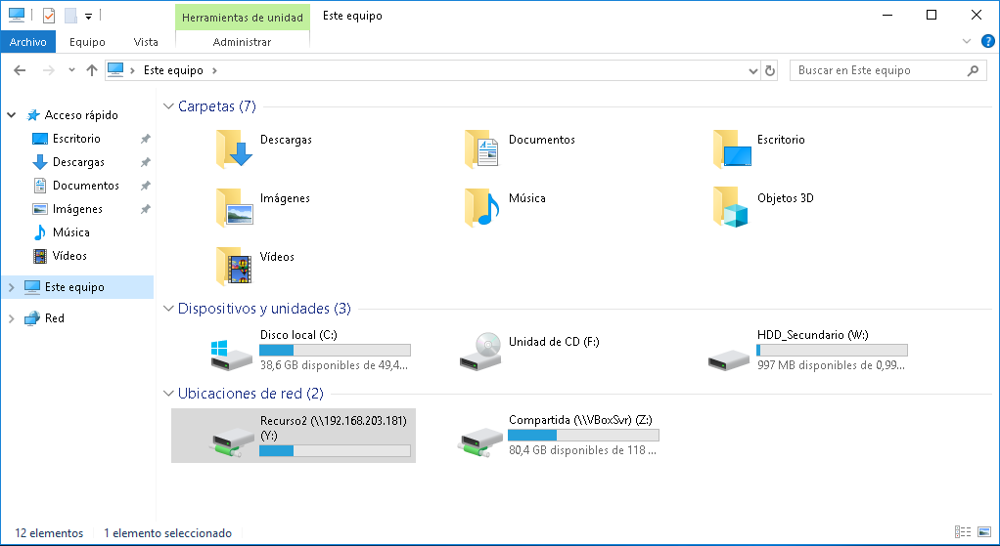 Herramientas de unidad
Este equipo
Archivo
Equipo
Vista
Administrar
?
Este equipo
Buscar en Este equipo
Acceso rápido
Escritorio
Descargas
Documentos
Imágenes
Música
Vídeos
Este equipo
Red
Carpetas (7)
Descargas
Documentos
Escritorio
Imágenes
Música
Objetos 3D
Vídeos
Dispositivos y unidades (3)
Disco local (C:)
38,6 GB disponibles de 49,4...
Unidad de CD (F:)
HDD_Secundario (W:)
997 MB disponibles de 0,99...
Ubicaciones de red (2)
Recurso2 (\\192.168.203.181)
(Y:)
Compartida (\\VBoxSvr) (Z:)
80,4 GB disponibles de 118 ...
12 elementos
1 elemento seleccionado